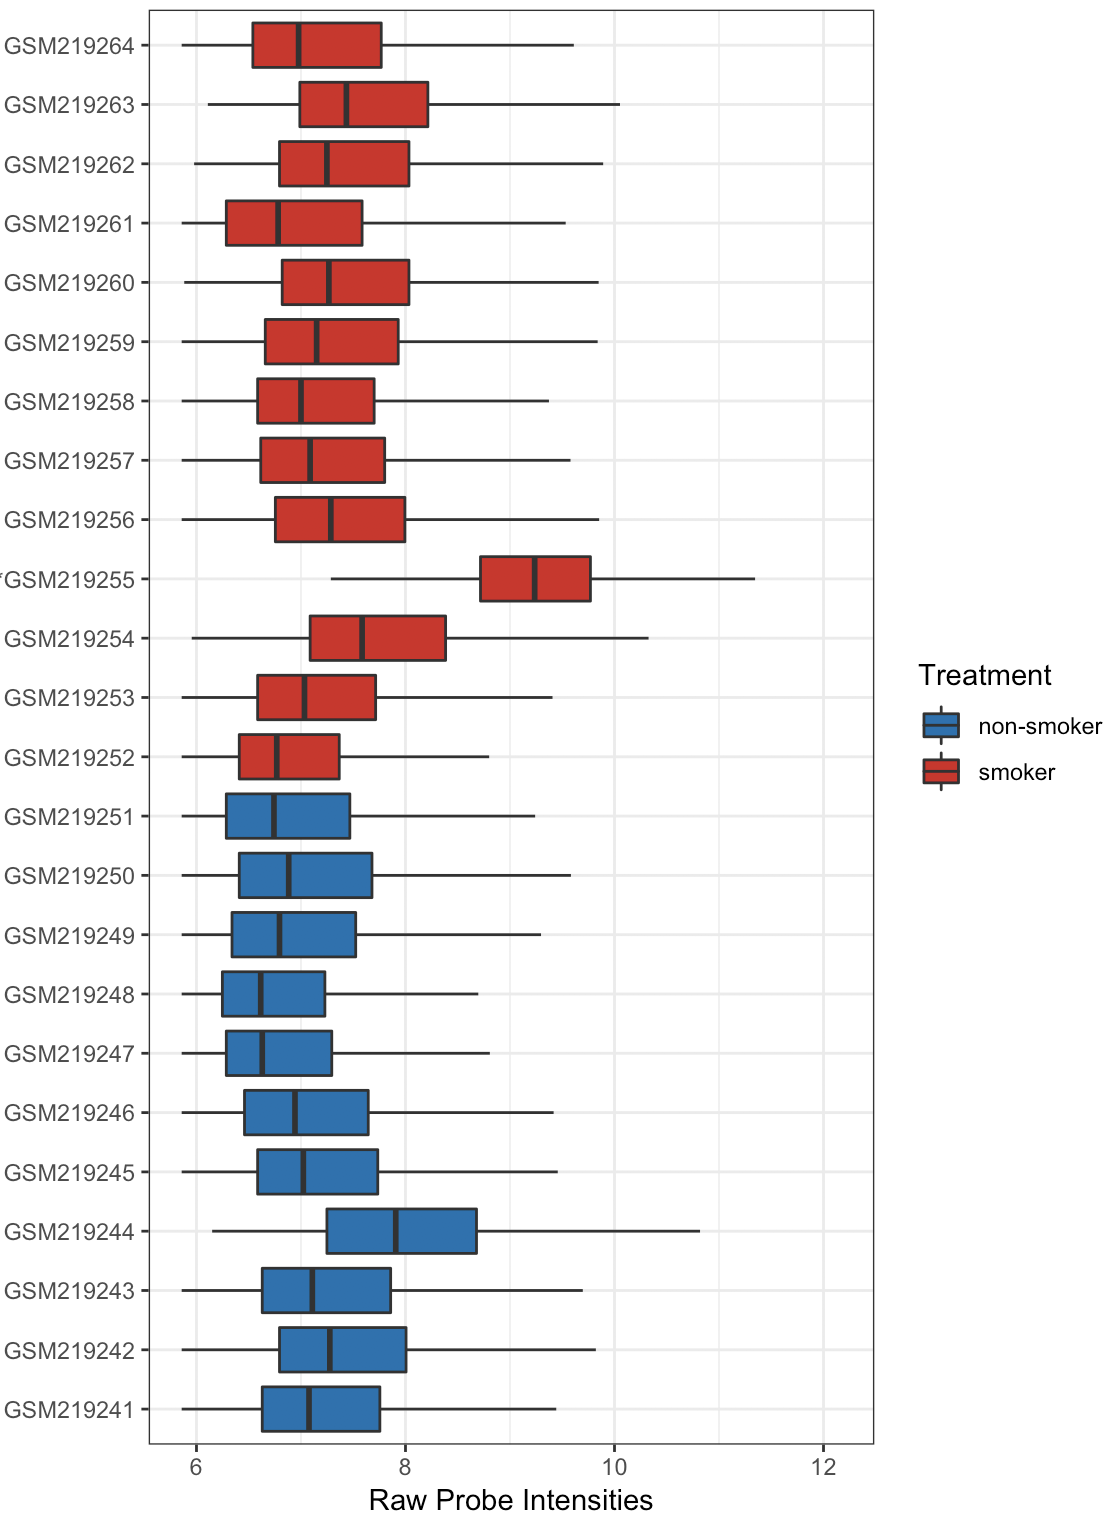 GSM219264
GSM219263
GSM219262
GSM219261
GSM219260
GSM219259
GSM219258
GSM219257
GSM219256
*GSM219255
GSM219254
GSM219253
GSM219252
GSM219251
GSM219250
GSM219249
GSM219248
GSM219247
GSM219246
GSM219245
GSM219244
GSM219243
GSM219242
GSM219241
6 8 10 12
Raw Probe Intensities
Treatment
non-smoker
smoker